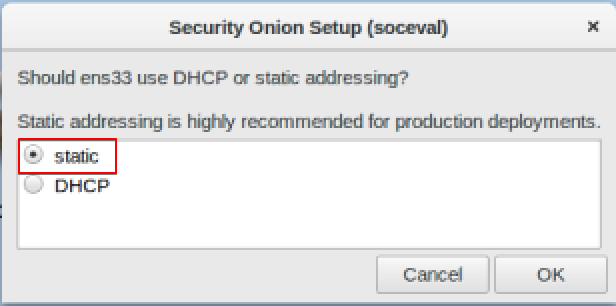 Security Onion Setup (soceval)
Should ens33 use DHCP or static addressing?
Static addressing is highly recommended for production deployments.
static
DHCP
Cancel OK